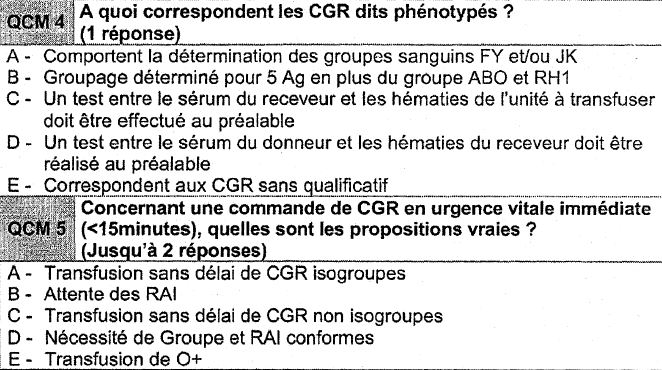 QCM 4 A quoi correspondent les CGR dits phénotypés ?
(1 réponse)
A - Comportent la détermination des groupes sanguins FY et/ou JK
B - Groupage déterminé pour 5 Ag en plus du groupe ABO et RH1
C - Un test entre le sérum du receveur et les hématies de l'unité à transfuser
doit être effectué au préalable
D - Un test entre le sérum du donneur et les hématies du receveur doit être
réalisé au préalable
E - Correspondent aux CGR sans qualificatif
Concernant une commande de CGR en urgence vitale immédiate
QCM 5 (<15minutes), quelles sont les propositions vraies ?
(Jusqu'à 2 réponses)
A - Transfusion sans délai de CGR isogroupes
B - Attente des RAI
C - Transfusion sans délai de CGR non isogroupes
D - Nécessité de Groupe et RAI conformes
E - Transfusion de O+